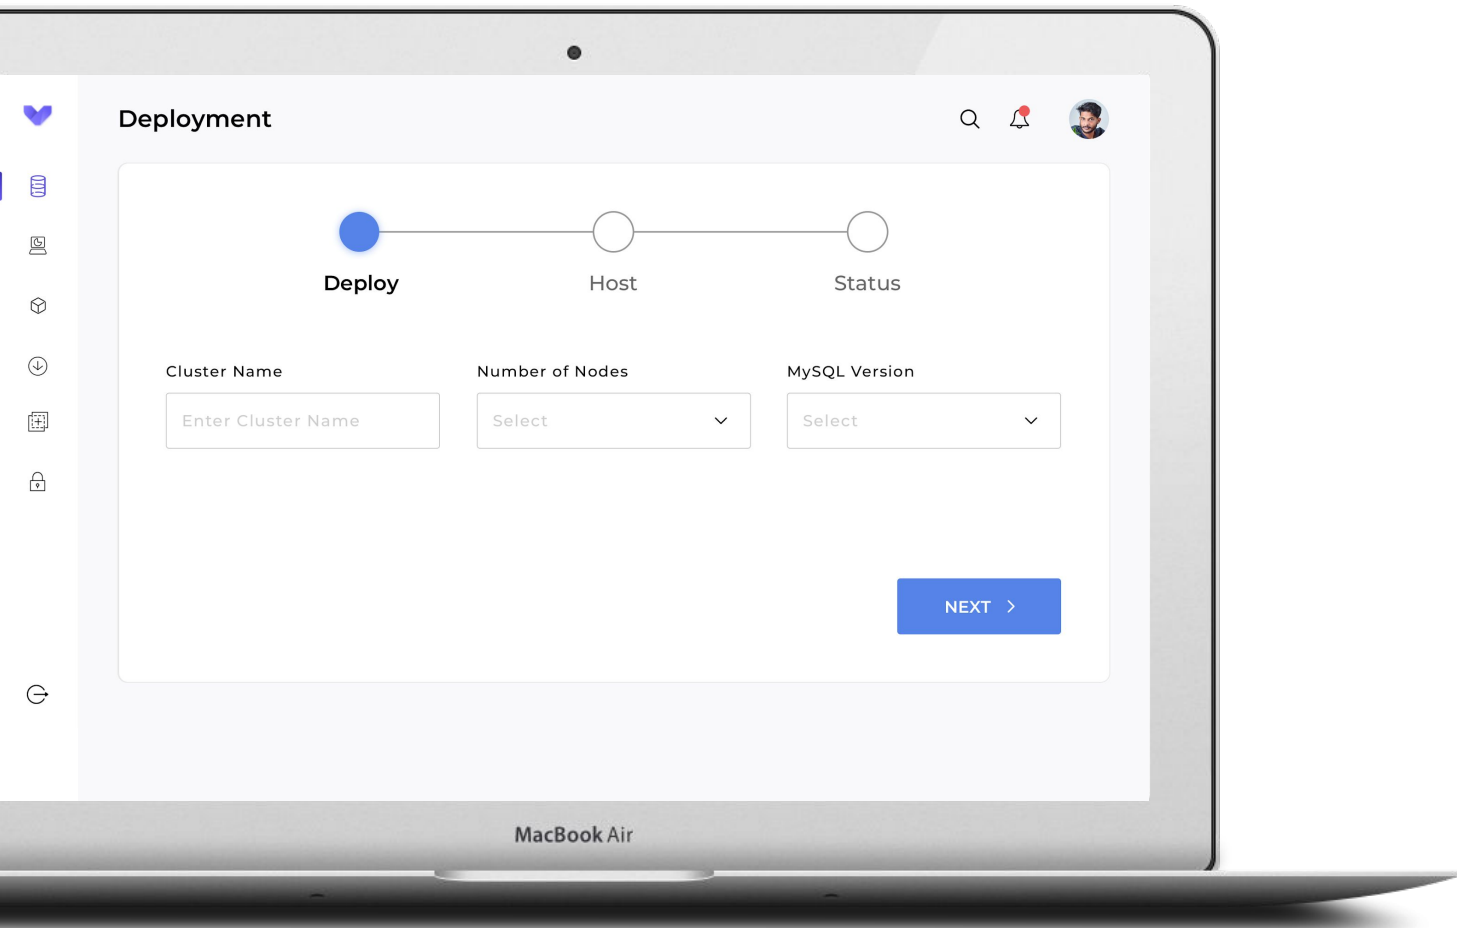 Deployment
Deploy
Host
Status
Cluster Name
Number of Nodes
MySQL Version
Enter Cluster Name
Select
Select
NEXT
MacBook Air